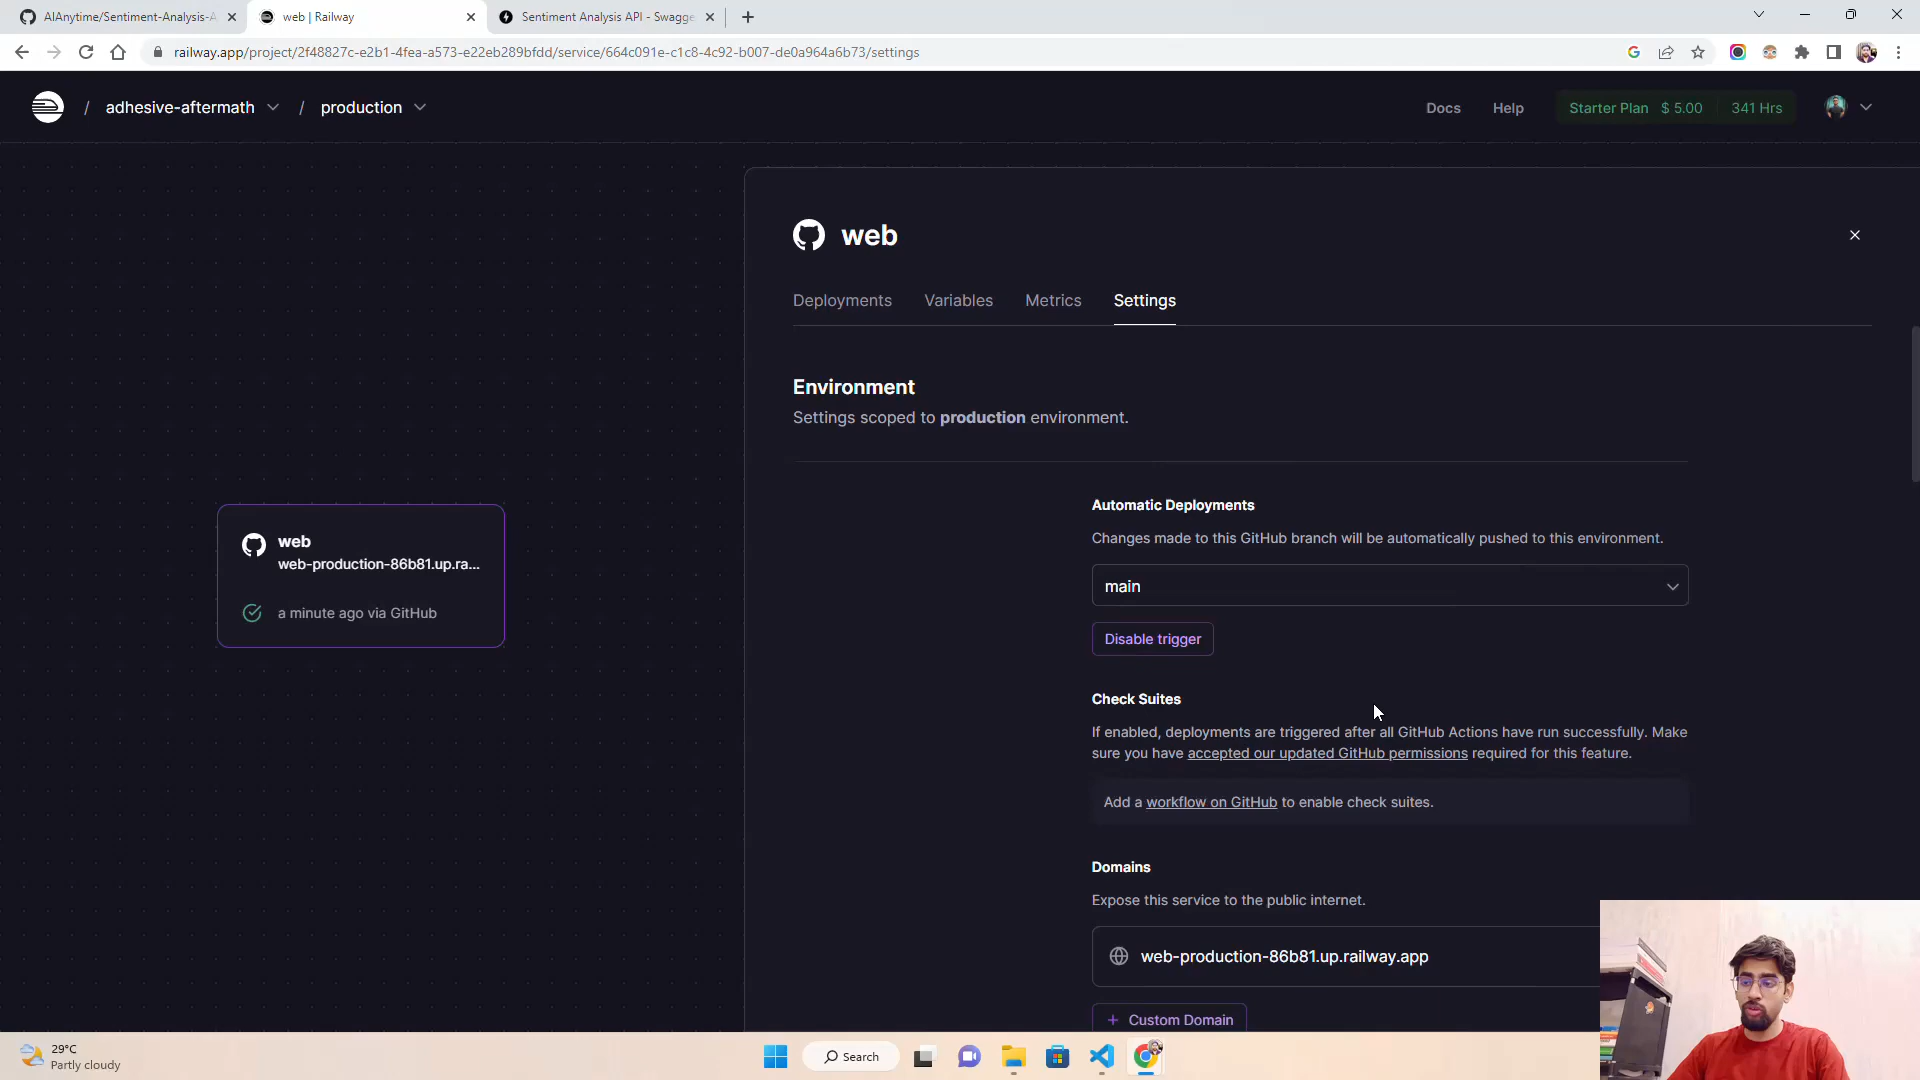 AIAnytime/Sentiment-Analysis-A
web | Railway
Sentiment Analysis API - Swagge
railway.app/project/2f48827c-e2b1-4fea-a573-e22eb289bfdd/service/664c091e-c1c8-4c92-b007-de0a964a6b73/settings
/ adhesive-aftermath / production
Docs Help Starter Plan $ 5.00 341 Hrs
web
Deployments Variables Metrics Settings
Environment
Settings scoped to production environment.
Automatic Deployments
Changes made to this GitHub branch will be automatically pushed to this environment.
main
Disable trigger
web
web-production-86b81.up.ra...
a minute ago via GitHub
Check Suites
If enabled, deployments are triggered after all GitHub Actions have run successfully. Make
sure you have accepted our updated GitHub permissions required for this feature.
Add a workflow on GitHub to enable check suites.
Domains
Expose this service to the public internet.
web-production-86b81.up.railway.app
+ Custom Domain
29°C
Partly cloudy
Search